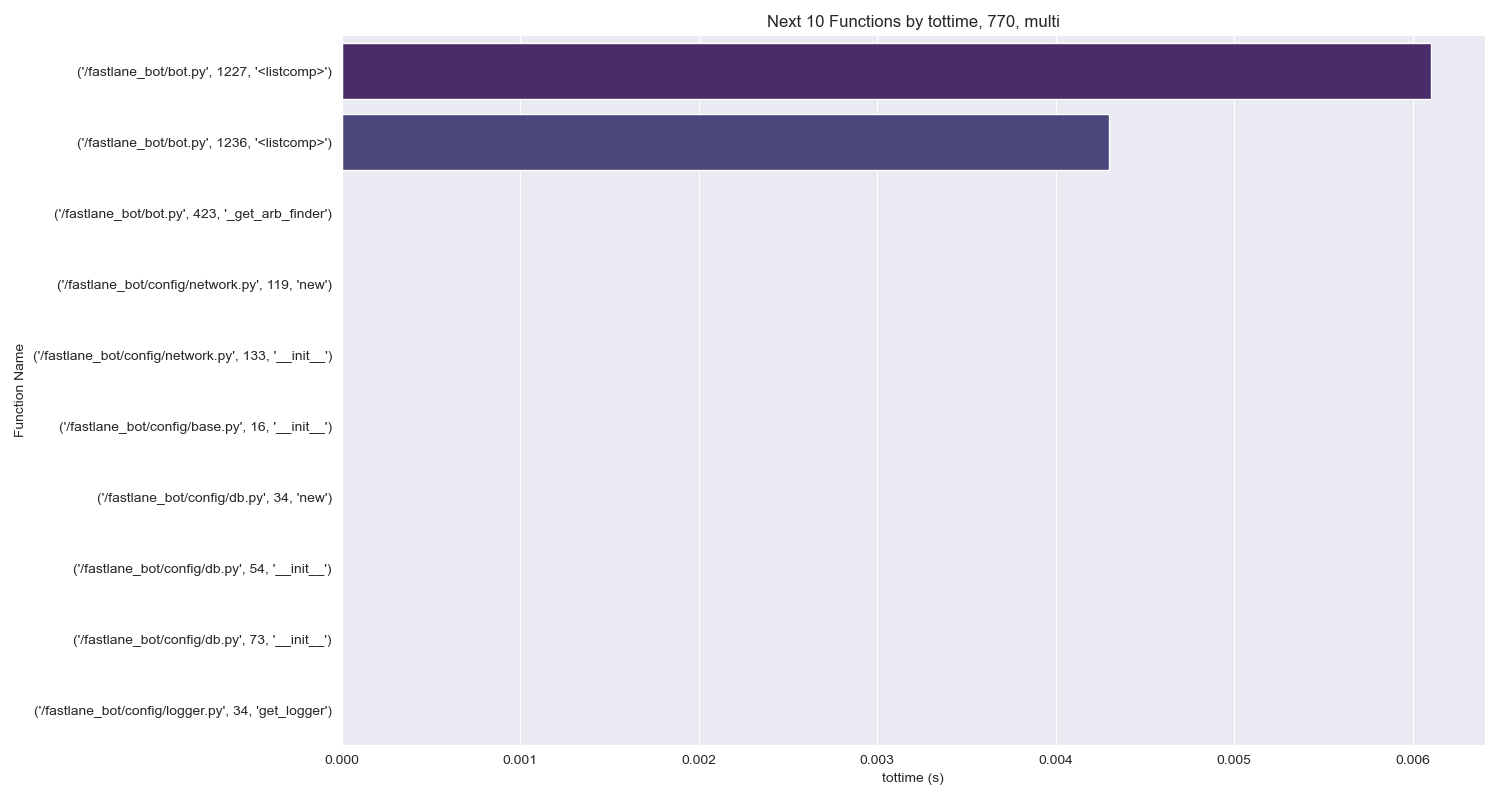 Next 10 Functions by tottime, 770, multi
Function Name
('/fastlane_bot/bot.py', 1227, '<listcomp>')
('/fastlane_bot/bot.py', 1236, '<listcomp>')
('/fastlane_bot/bot.py', 423, '_get_arb_finder')
('/fastlane_bot/config/network.py', 119, 'new')
('/fastlane_bot/config/network.py', 133, '__init__')
('/fastlane_bot/config/base.py', 16, '__init__')
('/fastlane_bot/config/db.py', 34, 'new')
('/fastlane_bot/config/db.py', 54, '__init__')
('/fastlane_bot/config/db.py', 73, '__init__')
('/fastlane_bot/config/logger.py', 34, 'get_logger')
0.000 0.001 0.002 0.003 0.004 0.005 0.006
tottime (s)